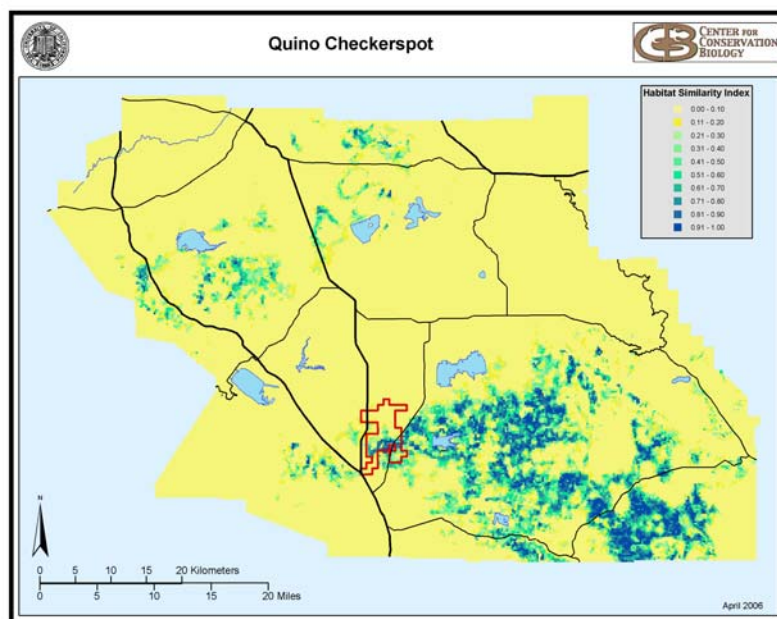 Quino Checkerspot
CENTER FOR
CONSERVATION
BIOLOGY
Habitat Similarity Index
0.00 - 0.10
0.11 - 0.20
0.21 - 0.30
0.31 - 0.40
0.41 - 0.50
0.51 - 0.60
0.61 - 0.70
0.71 - 0.80
0.81 - 0.90
0.91 - 1.00
N
0 5 10 15 20 Kilometers
0 5 10 20 Miles
April 2006